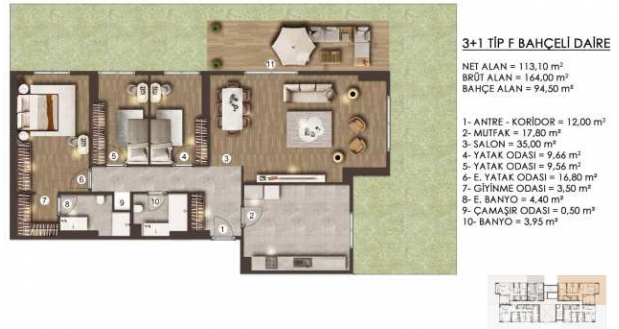 3+1 TİP F BAHÇELİ DAİRE
NET ALAN = 113,10 m²
BRÜT ALAN = 164,00 m²
BAHÇE ALAN = 94,50 m²
1- ANTRE - KORİDOR = 12,00 m²
2- MUTFAK = 17,80 m²
3- SALON = 35,00 m²
4- YATAK ODASI = 9,66 m²
5- YATAK ODASI = 9,56 m²
6- E. YATAK ODASI = 16,80 m²
7- GİYİNME ODASI = 3,50 m²
8- E. BANYO = 4,40 m²
9- ÇAMAŞIR ODASI = 0,50 m²
10- BANYO = 3,95 m²
11
5
4
3
6
7
8
9
10
2
1